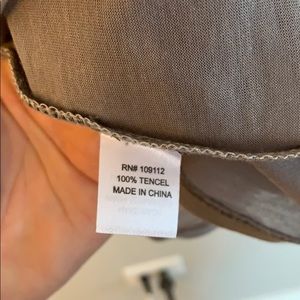 RN# 109112
100% TENCEL
MADE IN CHINA